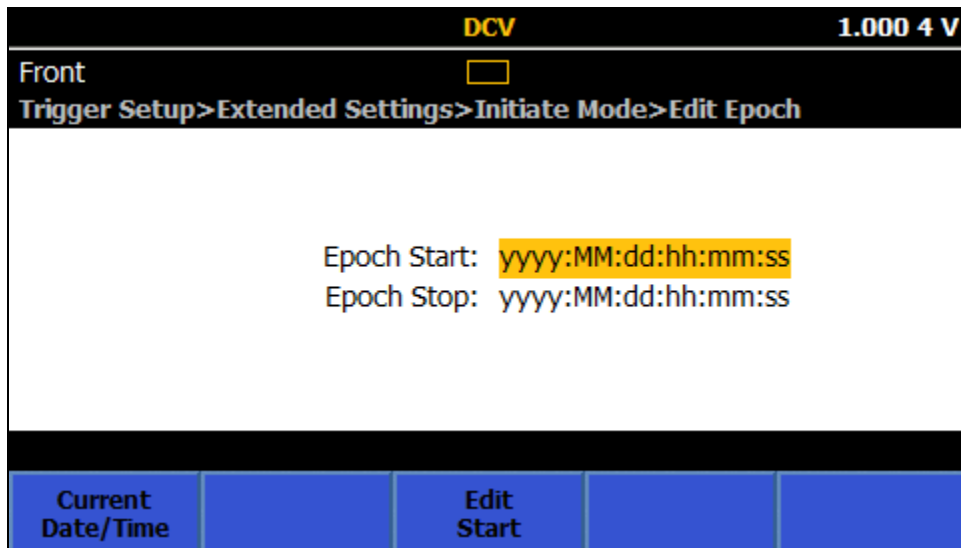 DCV 1.000 4 V
Front
Trigger Setup>Extended Settings>Initiate Mode>Edit Epoch
Epoch Start: yyyy:MM:dd:hh:mm:ss
Epoch Stop: yyyy:MM:dd:hh:mm:ss
Current Date/Time
Edit Start